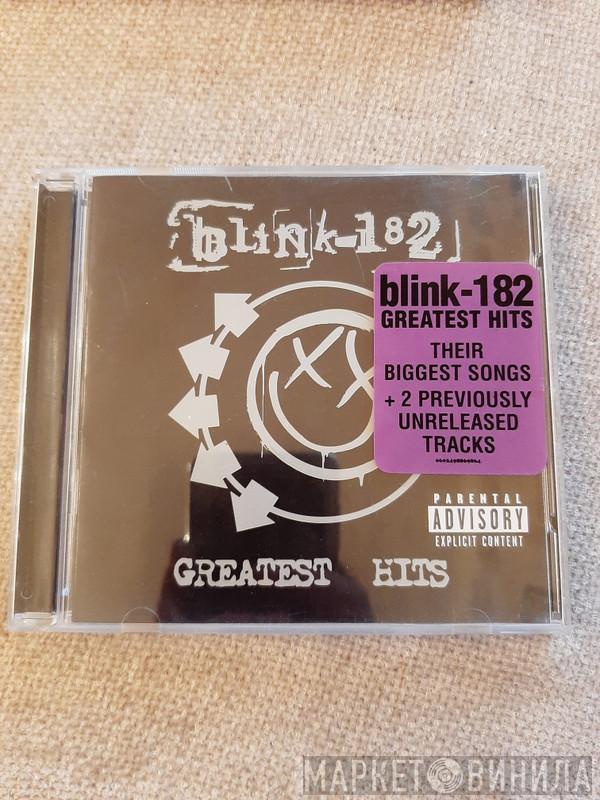 blink-182
blink-182
GREATEST HITS
THEIR
BIGGEST SONGS
+ 2 PREVIOUSLY
UNRELEASED
TRACKS
PARENTAL
ADVISORY
EXPLICIT CONTENT
GREATEST HITS
МАРКЕТ ВИНИЛА